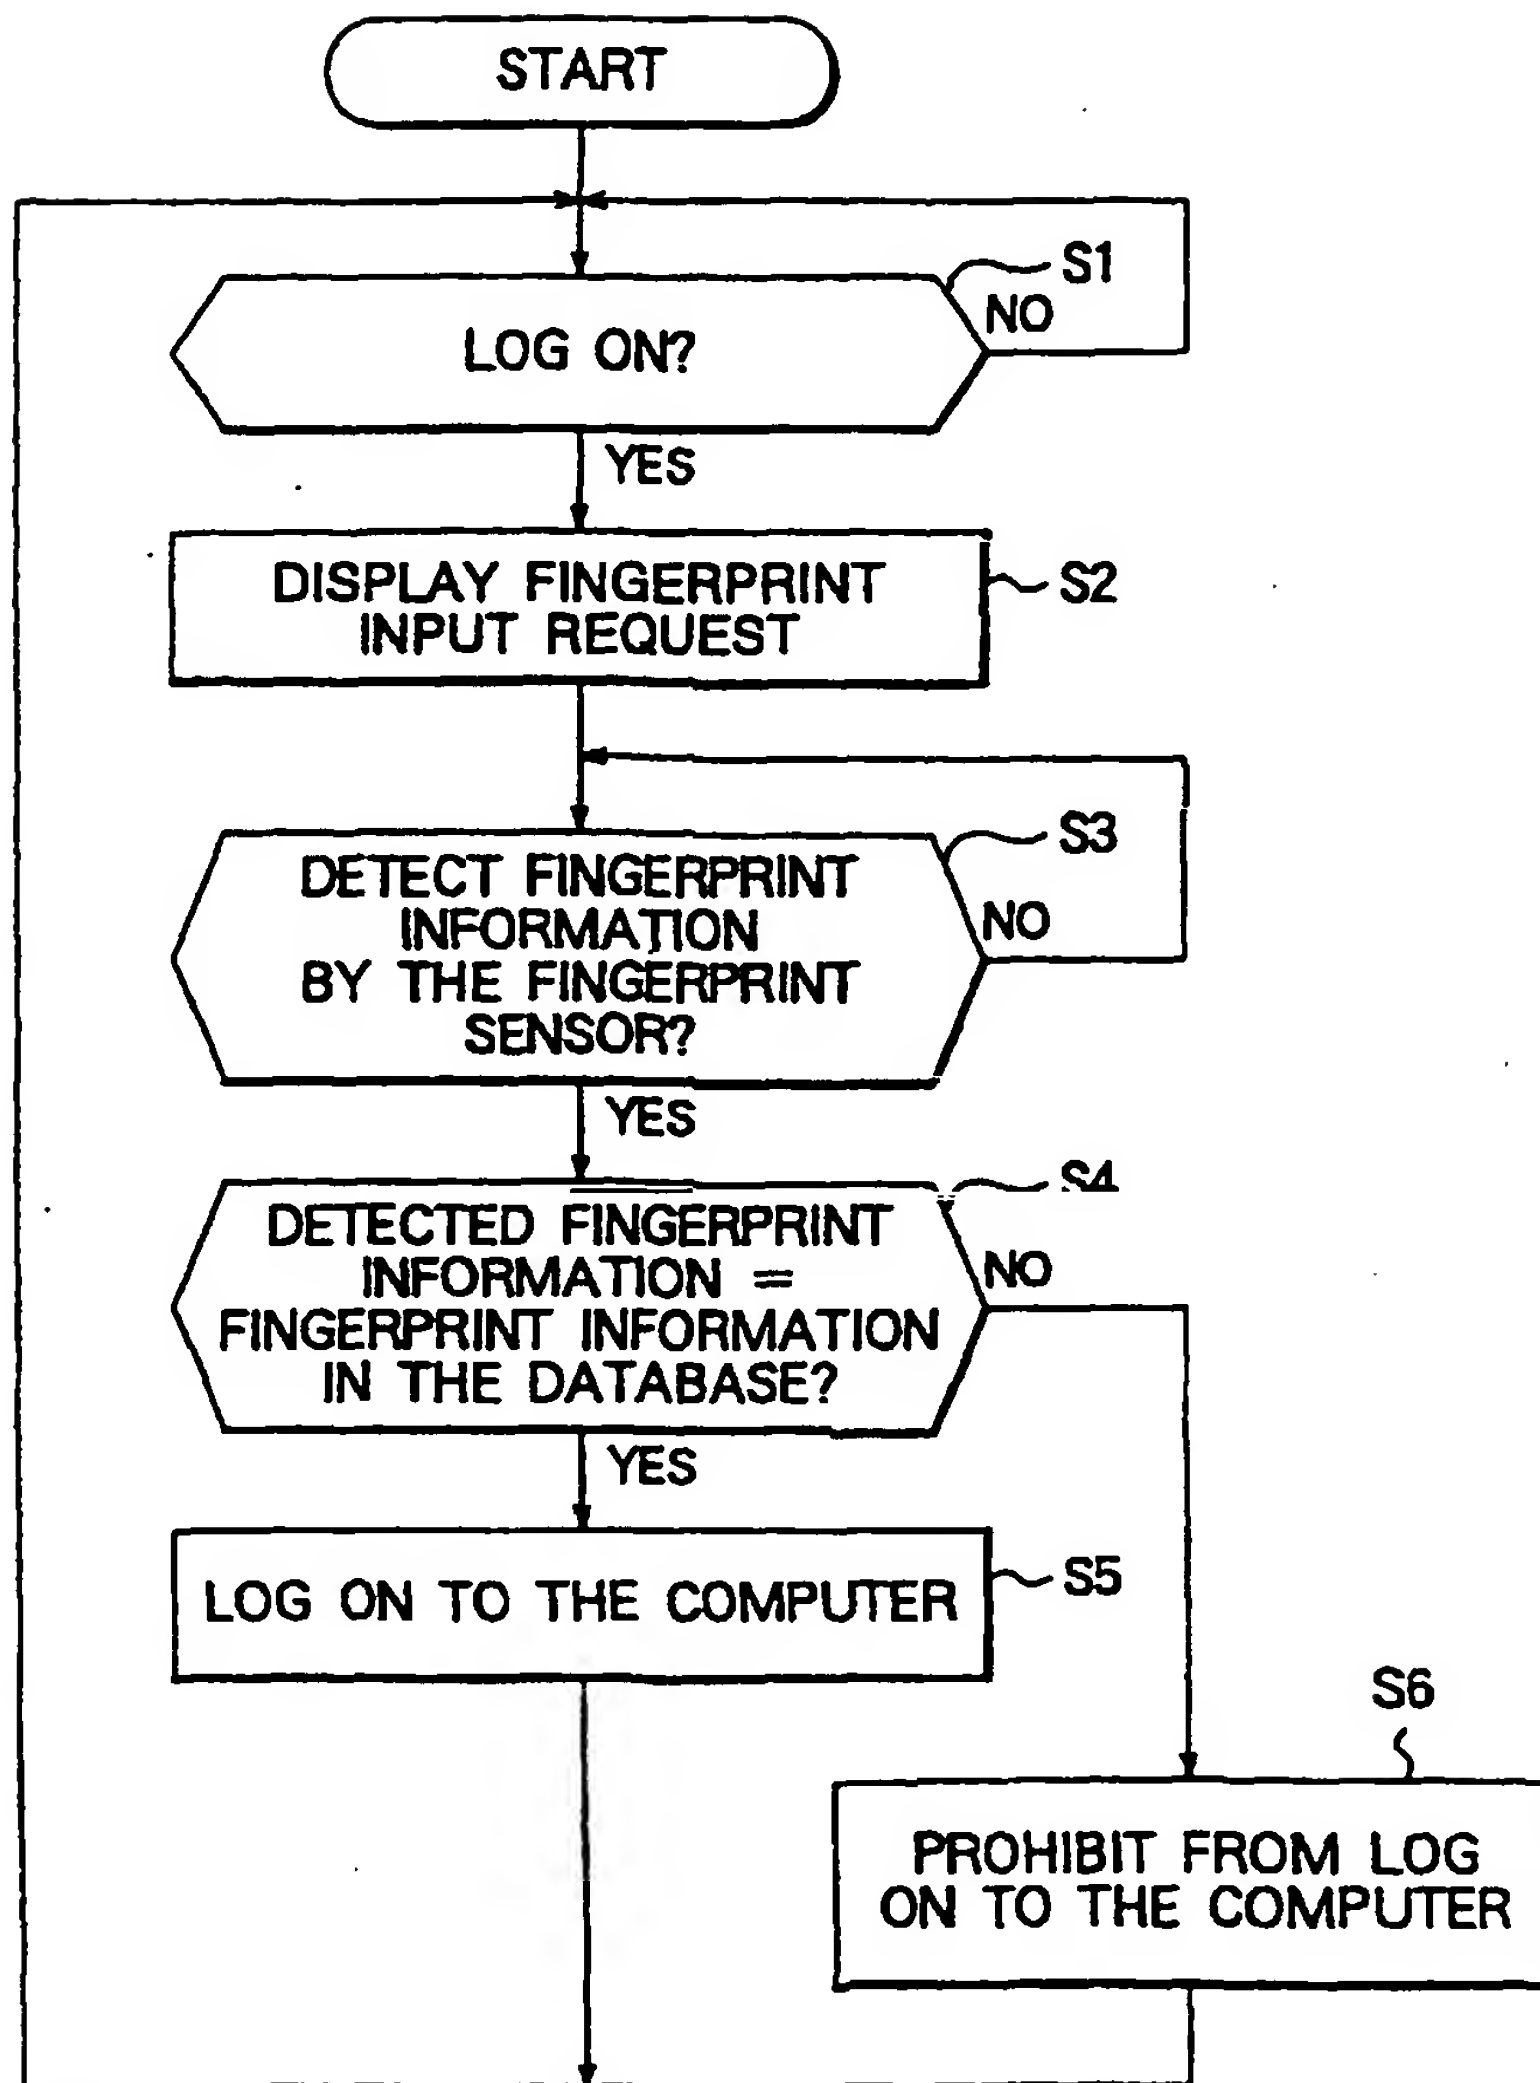 START
S1
NO
LOG ON?
YES
DISPLAY FINGERPRINT
INPUT REQUEST
S2
S3
DETECT FINGERPRINT
INFORMATION
BY THE FINGERPRINT
SENSOR?
NO
YES
S4
DETECTED FINGERPRINT
INFORMATION =
FINGERPRINT INFORMATION
IN THE DATABASE?
NO
YES
LOG ON TO THE COMPUTER
S5
S6
PROHIBIT FROM LOG
ON TO THE COMPUTER